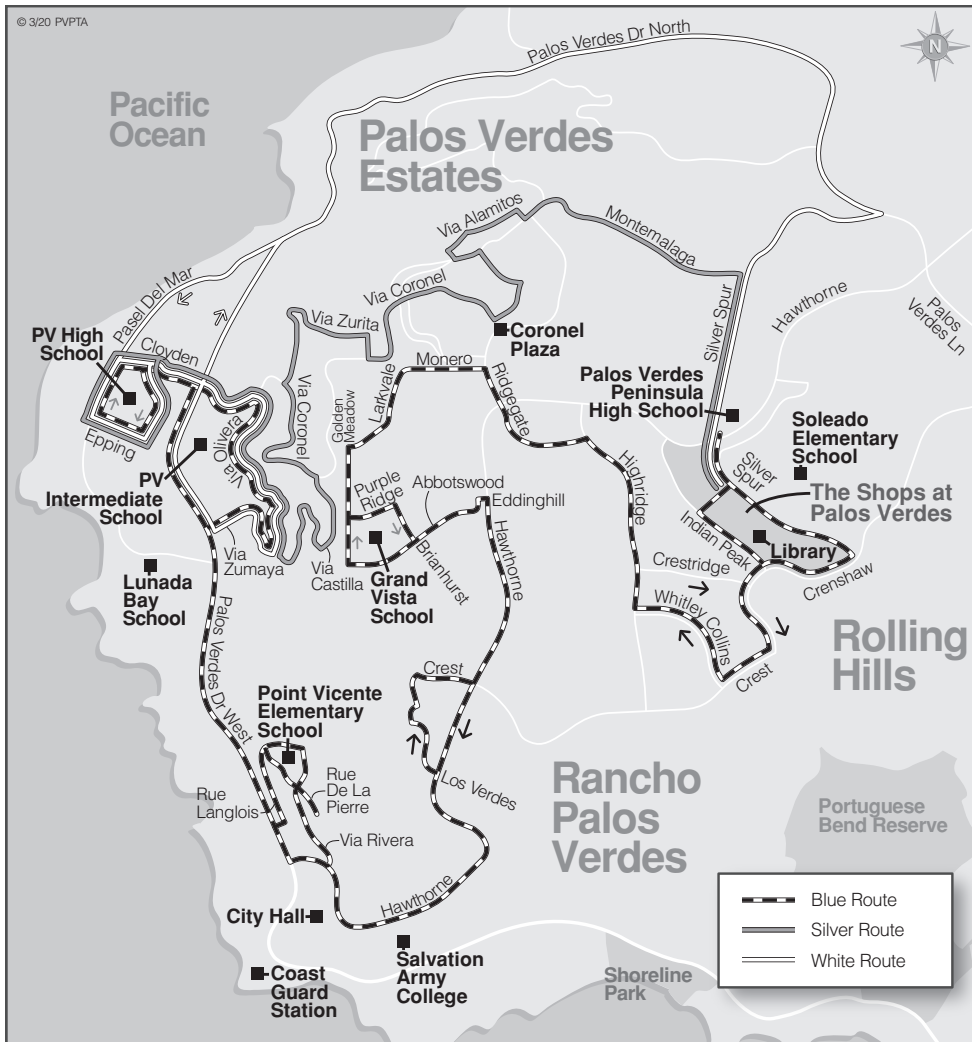 © 3/20 PVPTA
Palos Verdes Dr North
N
Pacific
Ocean
Palos Verdes
Estates
Via Alamitos
Montemalaga
Pasel Del Mar
Via Coronel
Hawthorne
Palos
Verdes Ln
Via Zurita
Silver Spur
PV High
School
Cloyden
Coronel
Plaza
Monero
Larkvale
Ridgegate
Palos Verdes
Peninsula
High School
Golden
Meadow
Via Coronel
Soleado
Elementary
School
Epping
Via Olivera
PV
Intermediate
School
Highridge
Silver
Spur
Purple
Ridge
Abbotswood
Eddinghill
The Shops at
Palos Verdes
Indian Peak
Library
Via
Zumaya
Via
Castilla
Grand
Vista
School
Brianhurst
Hawthorne
Crestridge
Crenshaw
Lunada
Bay
School
Whitley Collins
Rolling
Hills
Palos Verdes Dr West
Crest
Crest
Point Vicente
Elementary
School
Rue
De La
Pierre
Los Verdes
Rue
Langlois
Rancho
Palos
Verdes
Portuguese
Bend Reserve
Via Rivera
Hawthorne
City Hall
Blue Route
Silver Route
White Route
Salvation
Army
College
Coast
Guard
Station
Shoreline
Park